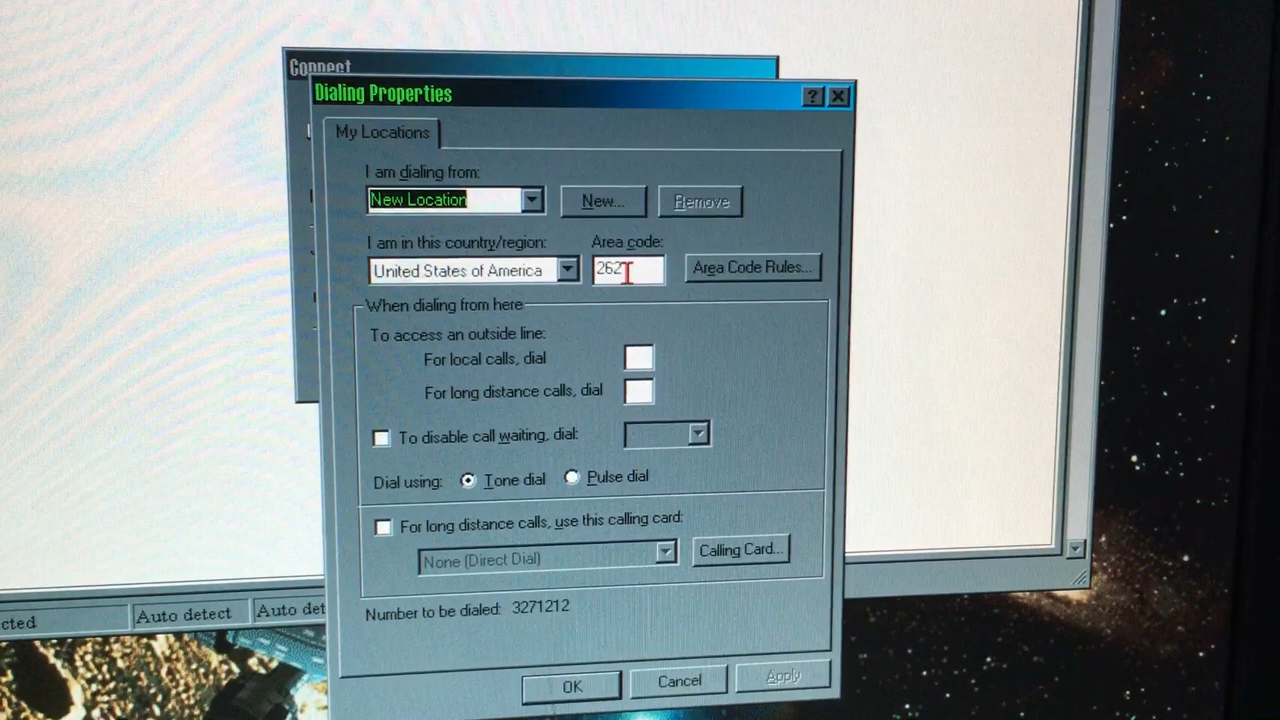 Connect
Dialing Properties
My Locations
I am dialing from:
New Location
New...
Remove
I am in this country/region:
Area code:
United States of America
262
Area Code Rules...
When dialing from here
To access an outside line:
For local calls, dial
For long distance calls, dial
To disable call waiting, dial:
Dial using:
Tone dial
Pulse dial
For long distance calls, use this calling card:
None (Direct Dial)
Calling Card...
Number to be dialed: 3271212
cted
Auto detect
Auto det
OK
Cancel
Apply